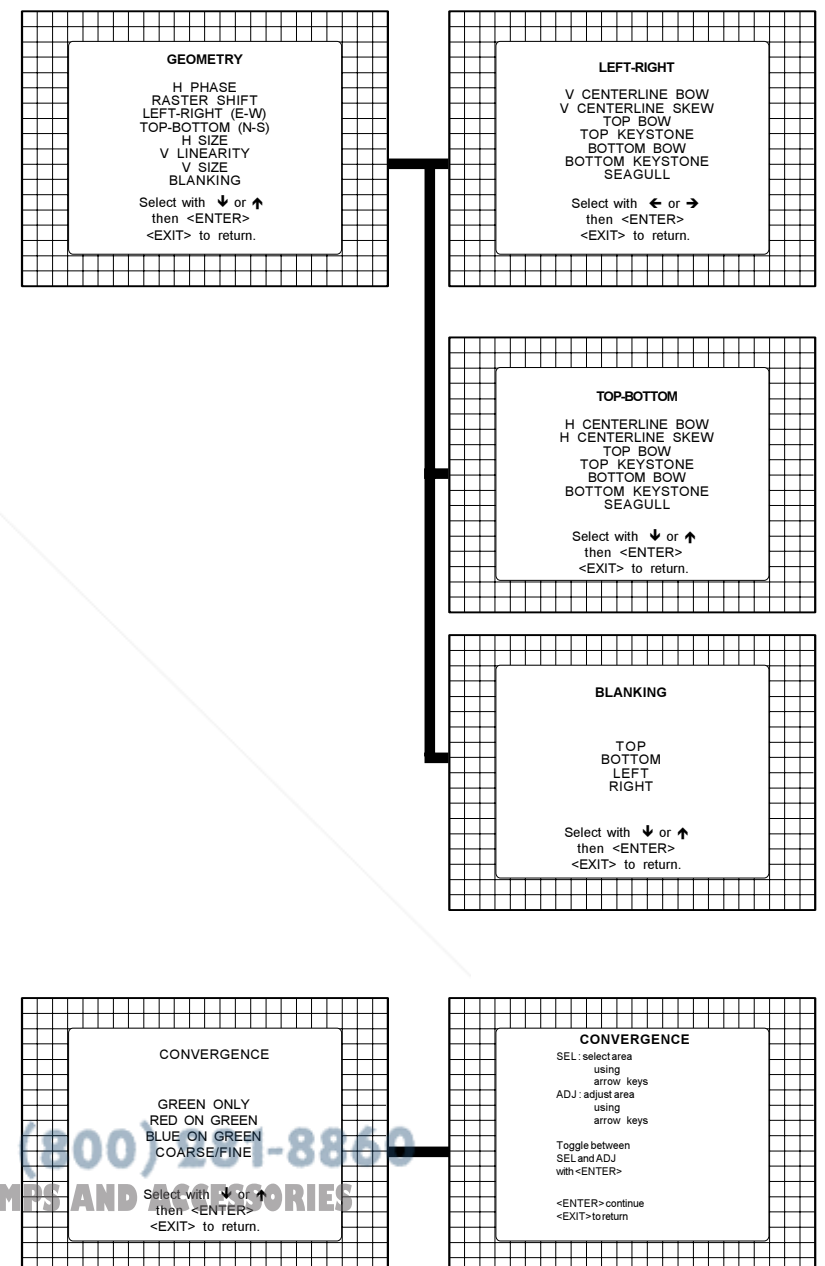 GEOMETRY
H PHASE
RASTER SHIFT
LEFT-RIGHT (E-W)
TOP-BOTTOM (N-S)
H SIZE
V LINEARITY
V SIZE
BLANKING
Select with ↓ or ↑
then <ENTER>
<EXIT> to return.
LEFT-RIGHT
V CENTERLINE BOW
V CENTERLINE SKEW
TOP BOW
TOP KEYSTONE
BOTTOM BOW
BOTTOM KEYSTONE
SEAGULL
Select with ← or →
then <ENTER>
<EXIT> to return.
TOP-BOTTOM
H CENTERLINE BOW
H CENTERLINE SKEW
TOP BOW
TOP KEYSTONE
BOTTOM BOW
BOTTOM KEYSTONE
SEAGULL
Select with ↓ or ↑
then <ENTER>
<EXIT> to return.
BLANKING
TOP
BOTTOM
LEFT
RIGHT
Select with ↓ or ↑
then <ENTER>
<EXIT> to return.
CONVERGENCE
GREEN ONLY
RED ON GREEN
BLUE ON GREEN
COARSE/FINE
Select with ↓ or ↑
then <ENTER>
<EXIT> to return.
CONVERGENCE
SEL : select area
using
arrow keys
ADJ : adjust area
using
arrow keys
Toggle between
SEL and ADJ
with <ENTER>
<ENTER> continue
<EXIT> to return
(800) 281-8860
MPS AND ACCESSORIES